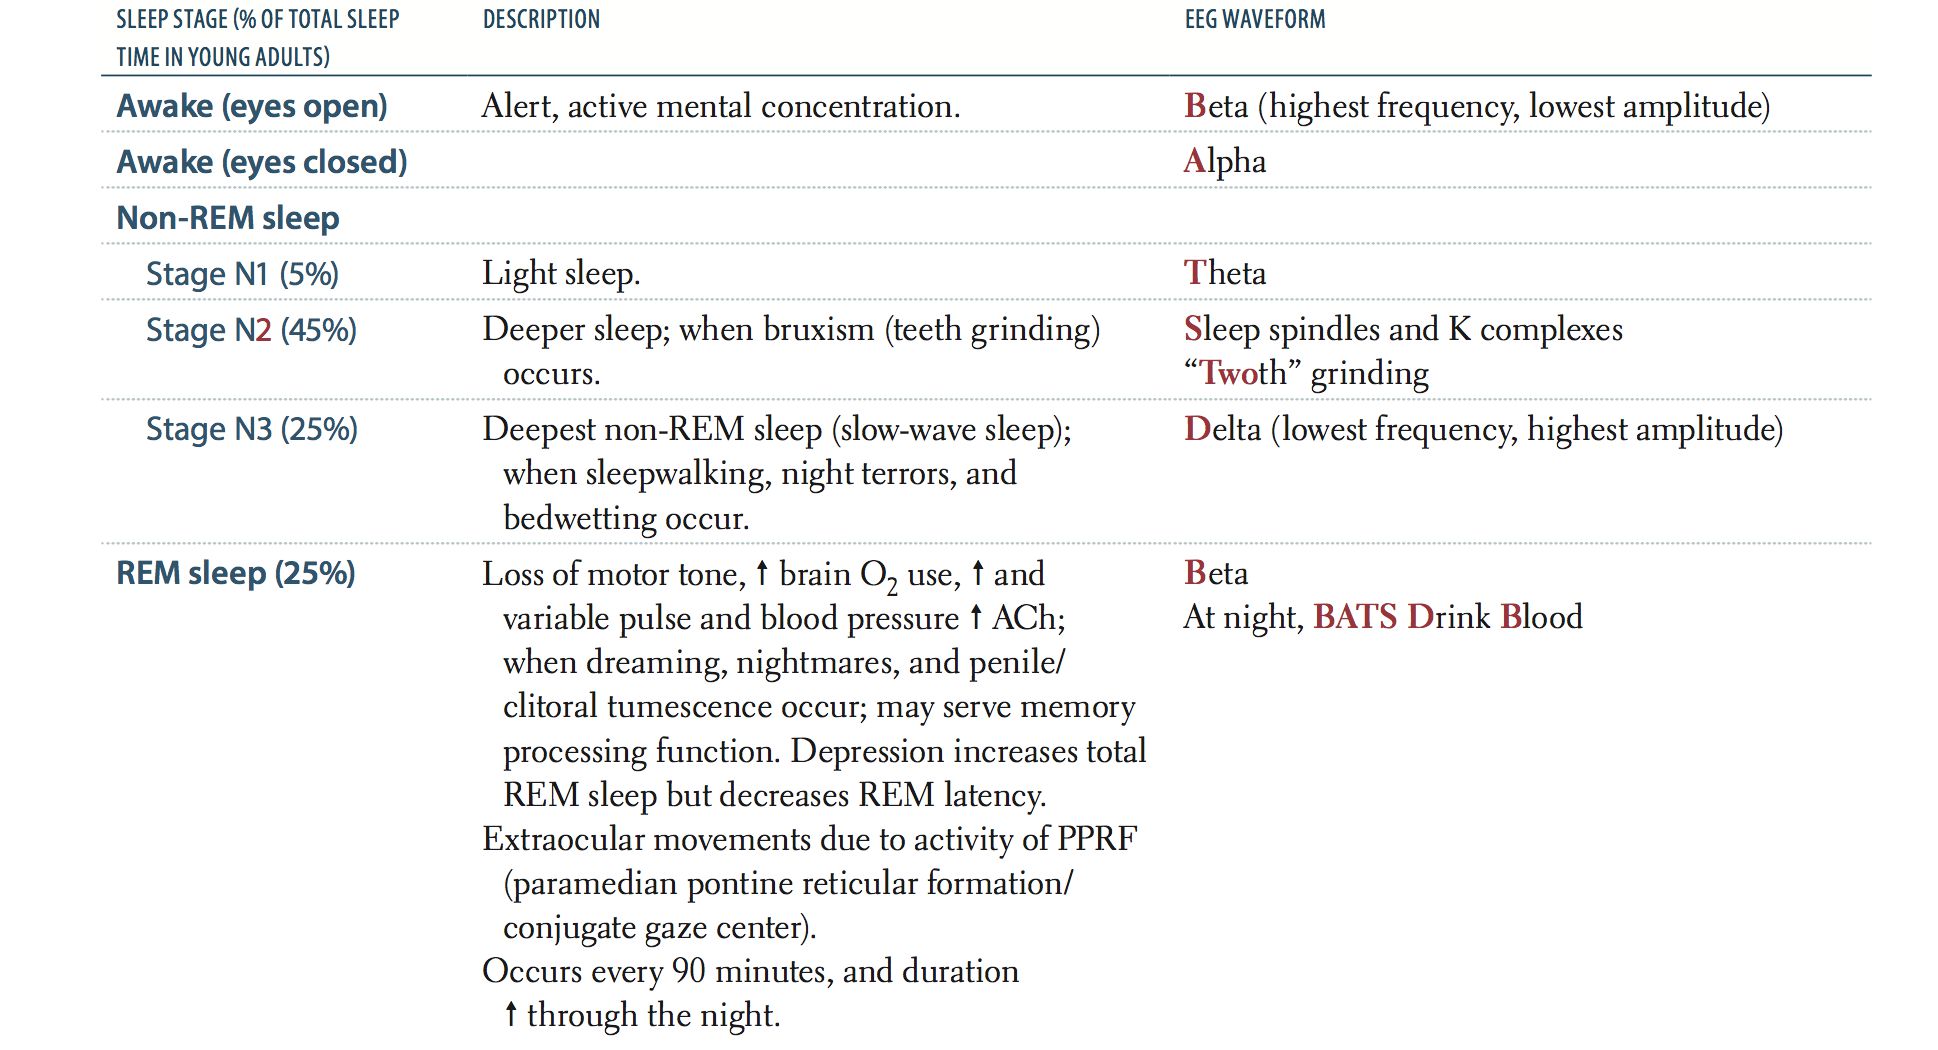 SLEEP STAGE (% OF TOTAL SLEEP TIME IN YOUNG ADULTS) DESCRIPTION EEG WAVEFORM
Awake (eyes open) Alert, active mental concentration. Beta (highest frequency, lowest amplitude)
Awake (eyes closed) Alpha
Non-REM sleep
Stage N1 (5%) Light sleep. Theta
Stage N2 (45%) Deeper sleep; when bruxism (teeth grinding) Sleep spindles and K complexes
occurs. “Twoth” grinding
Stage N3 (25%) Deepest non-REM sleep (slow-wave sleep); Delta (lowest frequency, highest amplitude)
when sleepwalking, night terrors, and
bedwetting occur.
REM sleep (25%) Loss of motor tone, ↑ brain O₂ use, ↑ and Beta
variable pulse and blood pressure ↑ ACh; At night, BATS Drink Blood
when dreaming, nightmares, and penile/
clitoral tumescence occur; may serve memory
processing function. Depression increases total
REM sleep but decreases REM latency.
Extraocular movements due to activity of PPRF
(paramedian pontine reticular formation/
conjugate gaze center).
Occurs every 90 minutes, and duration
↑ through the night.